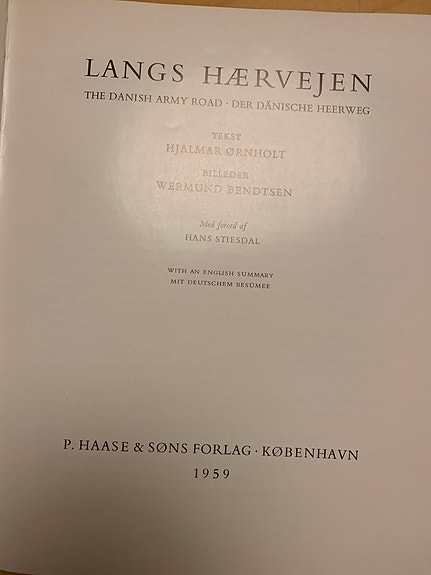 LANGS HÆRVEJEN
THE DANISH ARMY ROAD · DER DÄNISCHE HEERWEG
TEKST
HJALMAR ØRNHOLT
BILLEDER
WERMUND BENDTSEN
Med forord af
HANS STIESDAL
WITH AN ENGLISH SUMMARY
MIT DEUTSCHEM RESÜMEE
P. HAASE & SØNS FORLAG · KØBENHAVN
1959